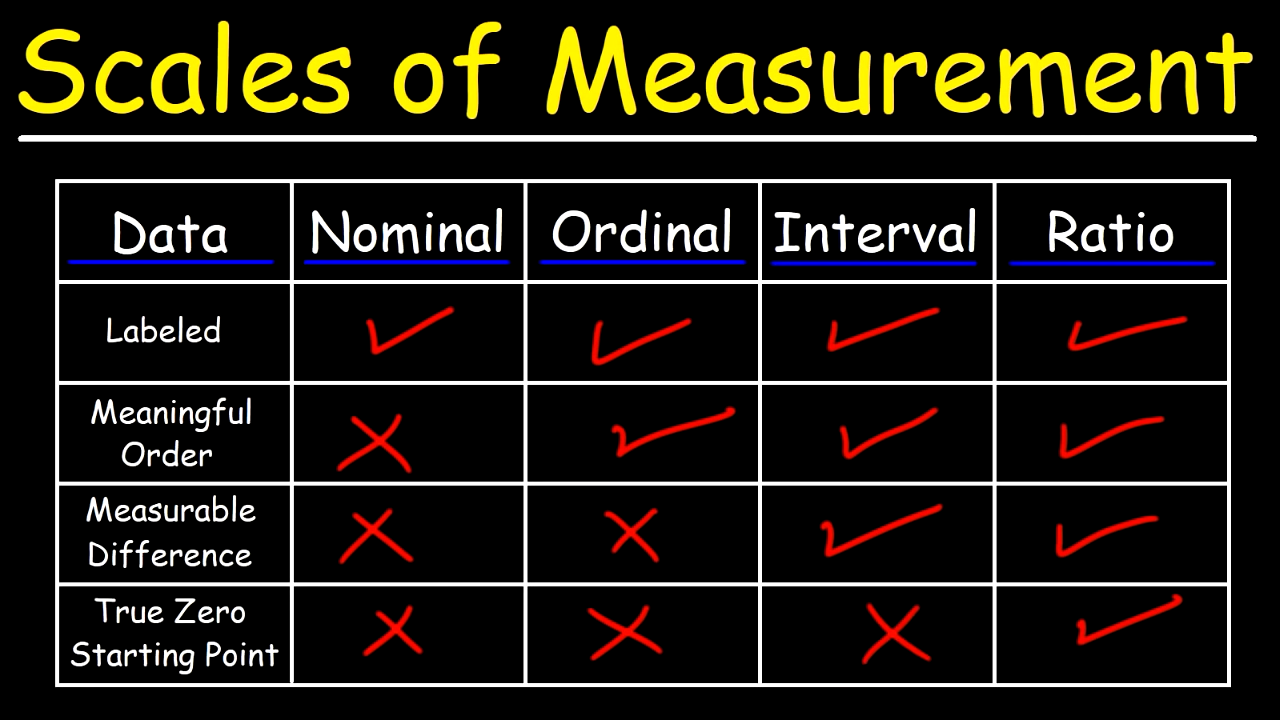 Scales of Measurement
Data Nominal Ordinal Interval Ratio
Labeled ✓ ✓ ✓ ✓
Meaningful
Order ✗ ✓ ✓ ✓
Measurable
Difference ✗ ✗ ✓ ✓
True Zero
Starting Point ✗ ✗ ✗ ✓